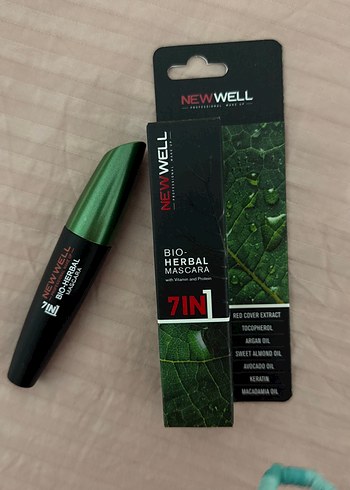 NEWWELL
PROFESSIONAL MAKE UP
NEWWELL
PROFESSIONAL MAKE UP
BIO-
HERBAL
MASCARA
with Vitamin and Protein
7IN1
RED COVER EXTRACT
TOCOPHEROL
ARGAN OIL
SWEET ALMOND OIL
AVOCADO OIL
KERATIN
MACADAMIA OIL
NEWWELL
BIO-HERBAL
MASCARA
7IN1